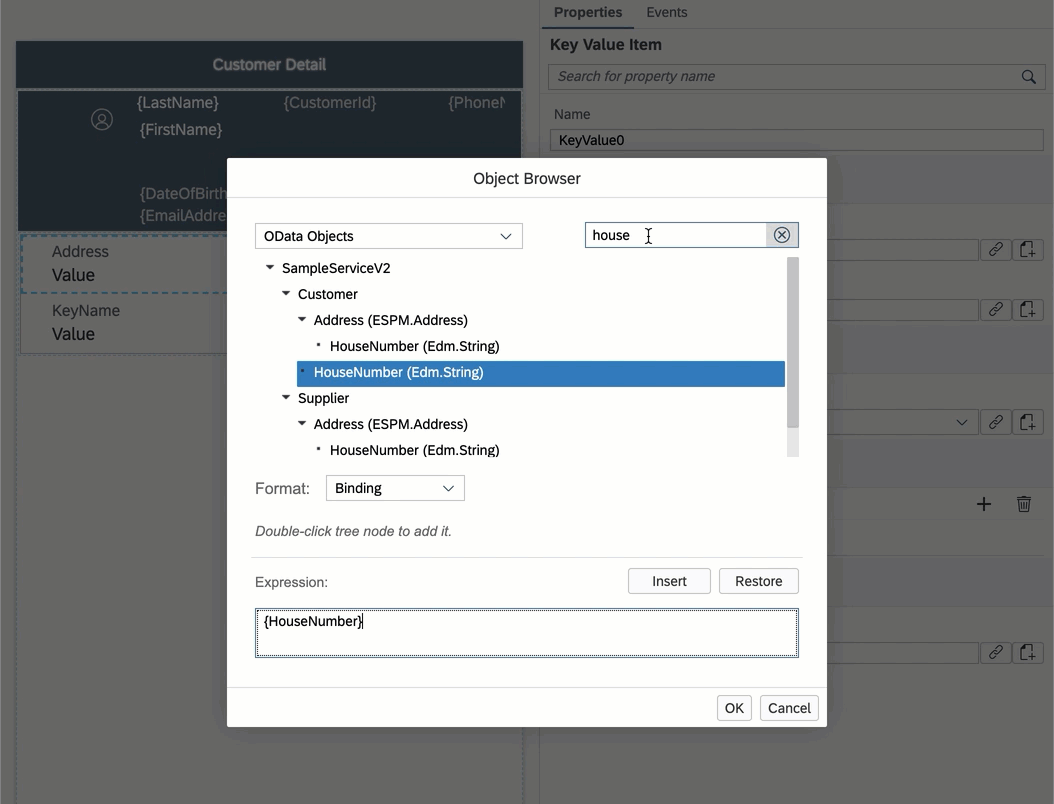 Properties Events
Key Value Item
Search for property name
Name
KeyValue0
Customer Detail
{LastName} {CustomerId} {PhoneN
{FirstName}
{DateOfBirth
{EmailAddre
Address
Value
KeyName
Value
Object Browser
OData Objects
house
SampleServiceV2
Customer
Address (ESPM.Address)
HouseNumber (Edm.String)
HouseNumber (Edm.String)
Supplier
Address (ESPM.Address)
HouseNumber (Edm.String)
Format: Binding
Double-click tree node to add it.
Expression: Insert Restore
{HouseNumber}
OK Cancel